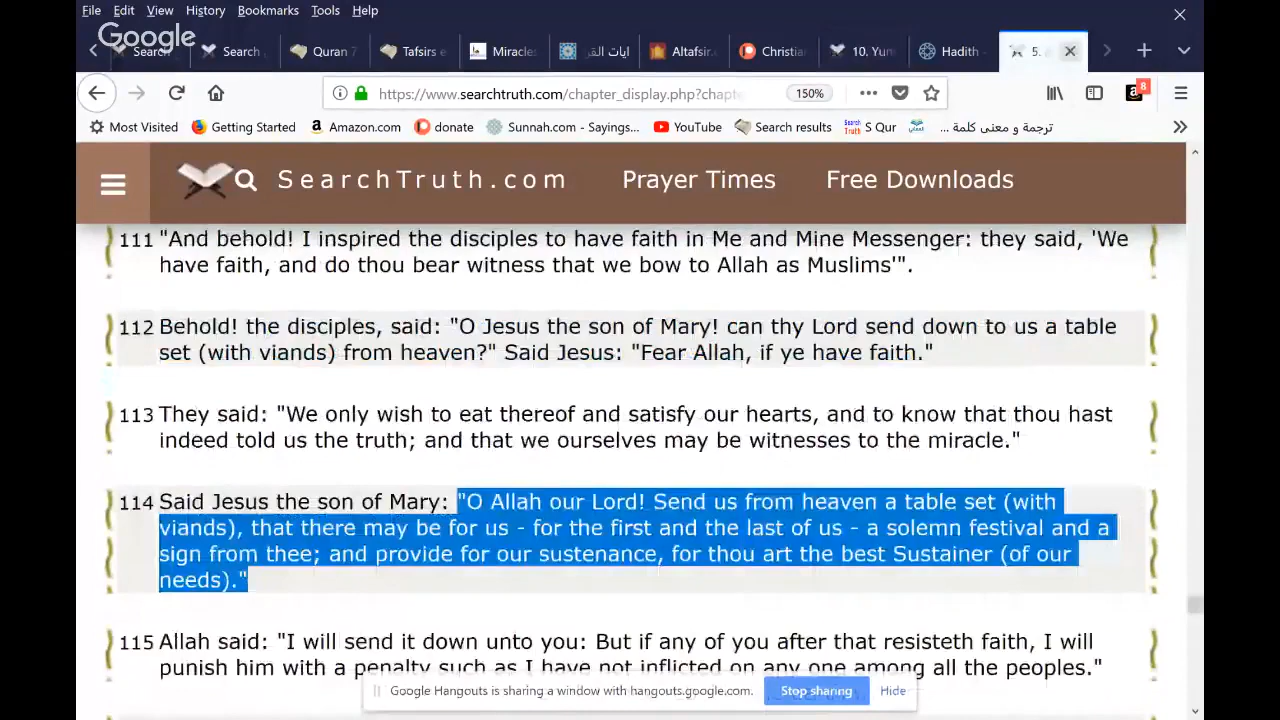 File Edit View History Bookmarks Tools Help
Google
Search Search Quran 7 Tafsirs e Miracles ايات القر Altafsir. Christian 10. Yun Hadith - 5.
https://www.searchtruth.com/chapter_display.php?chapte 150% 8
Most Visited Getting Started Amazon.com donate Sunnah.com - Sayings... YouTube Search results Search Truth S Qur ترجمة و معنى كلمة ...
SearchTruth.com Prayer Times Free Downloads
111 "And behold! I inspired the disciples to have faith in Me and Mine Messenger: they said, 'We
have faith, and do thou bear witness that we bow to Allah as Muslims'".
112 Behold! the disciples, said: "O Jesus the son of Mary! can thy Lord send down to us a table
set (with viands) from heaven?" Said Jesus: "Fear Allah, if ye have faith."
113 They said: "We only wish to eat thereof and satisfy our hearts, and to know that thou hast
indeed told us the truth; and that we ourselves may be witnesses to the miracle."
114 Said Jesus the son of Mary: "O Allah our Lord! Send us from heaven a table set (with
viands), that there may be for us - for the first and the last of us - a solemn festival and a
sign from thee; and provide for our sustenance, for thou art the best Sustainer (of our
needs)."
115 Allah said: "I will send it down unto you: But if any of you after that resisteth faith, I will
punish him with a penalty such as I have not inflicted on any one among all the peoples."
Google Hangouts is sharing a window with hangouts.google.com. Stop sharing Hide